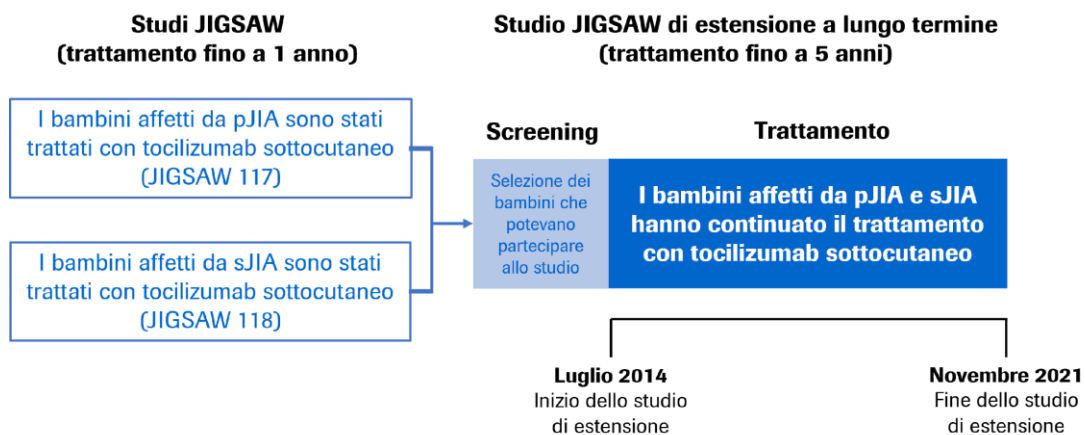 Studi JIGSAW
(trattamento fino a 1 anno)
I bambini affetti da pJIA sono stati
trattati con tocilizumab sottocutaneo
(JIGSAW 117)
I bambini affetti da sJIA sono stati
trattati con tocilizumab sottocutaneo
(JIGSAW 118)
Studio JIGSAW di estensione a lungo termine
(trattamento fino a 5 anni)
Screening
Selezione dei
bambini che
potevano
partecipare
allo studio
Trattamento
I bambini affetti da pJIA e sJIA
hanno continuato il trattamento
con tocilizumab sottocutaneo
Luglio 2014
Inizio dello studio
di estensione
Novembre 2021
Fine dello studio
di estensione